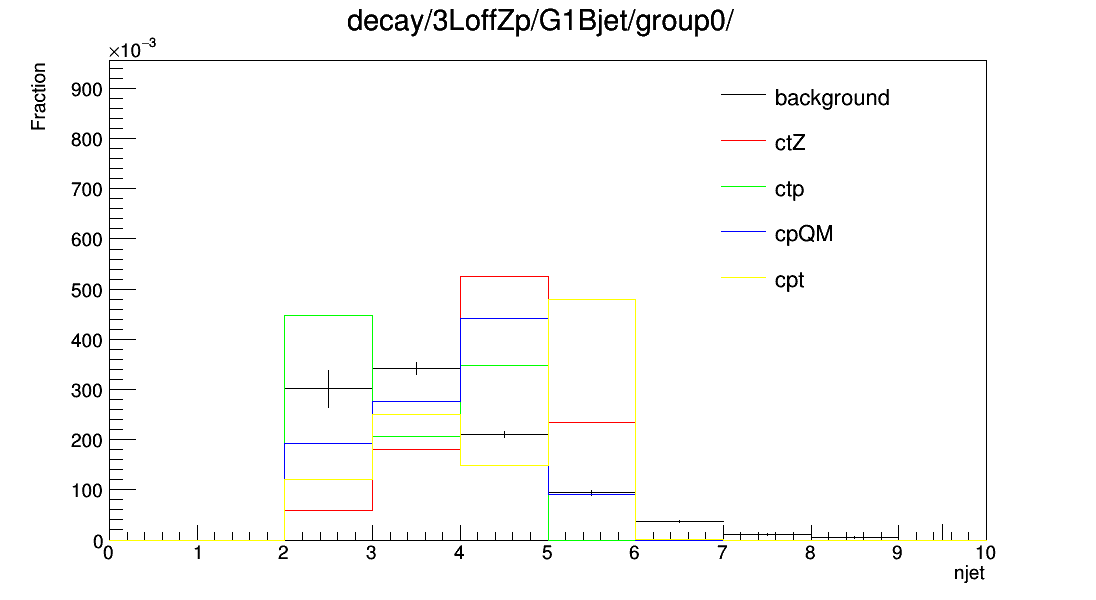 decay/3LoffZp/G1Bjet/group0/
×10⁻³
Fraction
900
800
700
600
500
400
300
200
100
0
background
ctZ
ctp
cpQM
cpt
0 1 2 3 4 5 6 7 8 9 10
njet